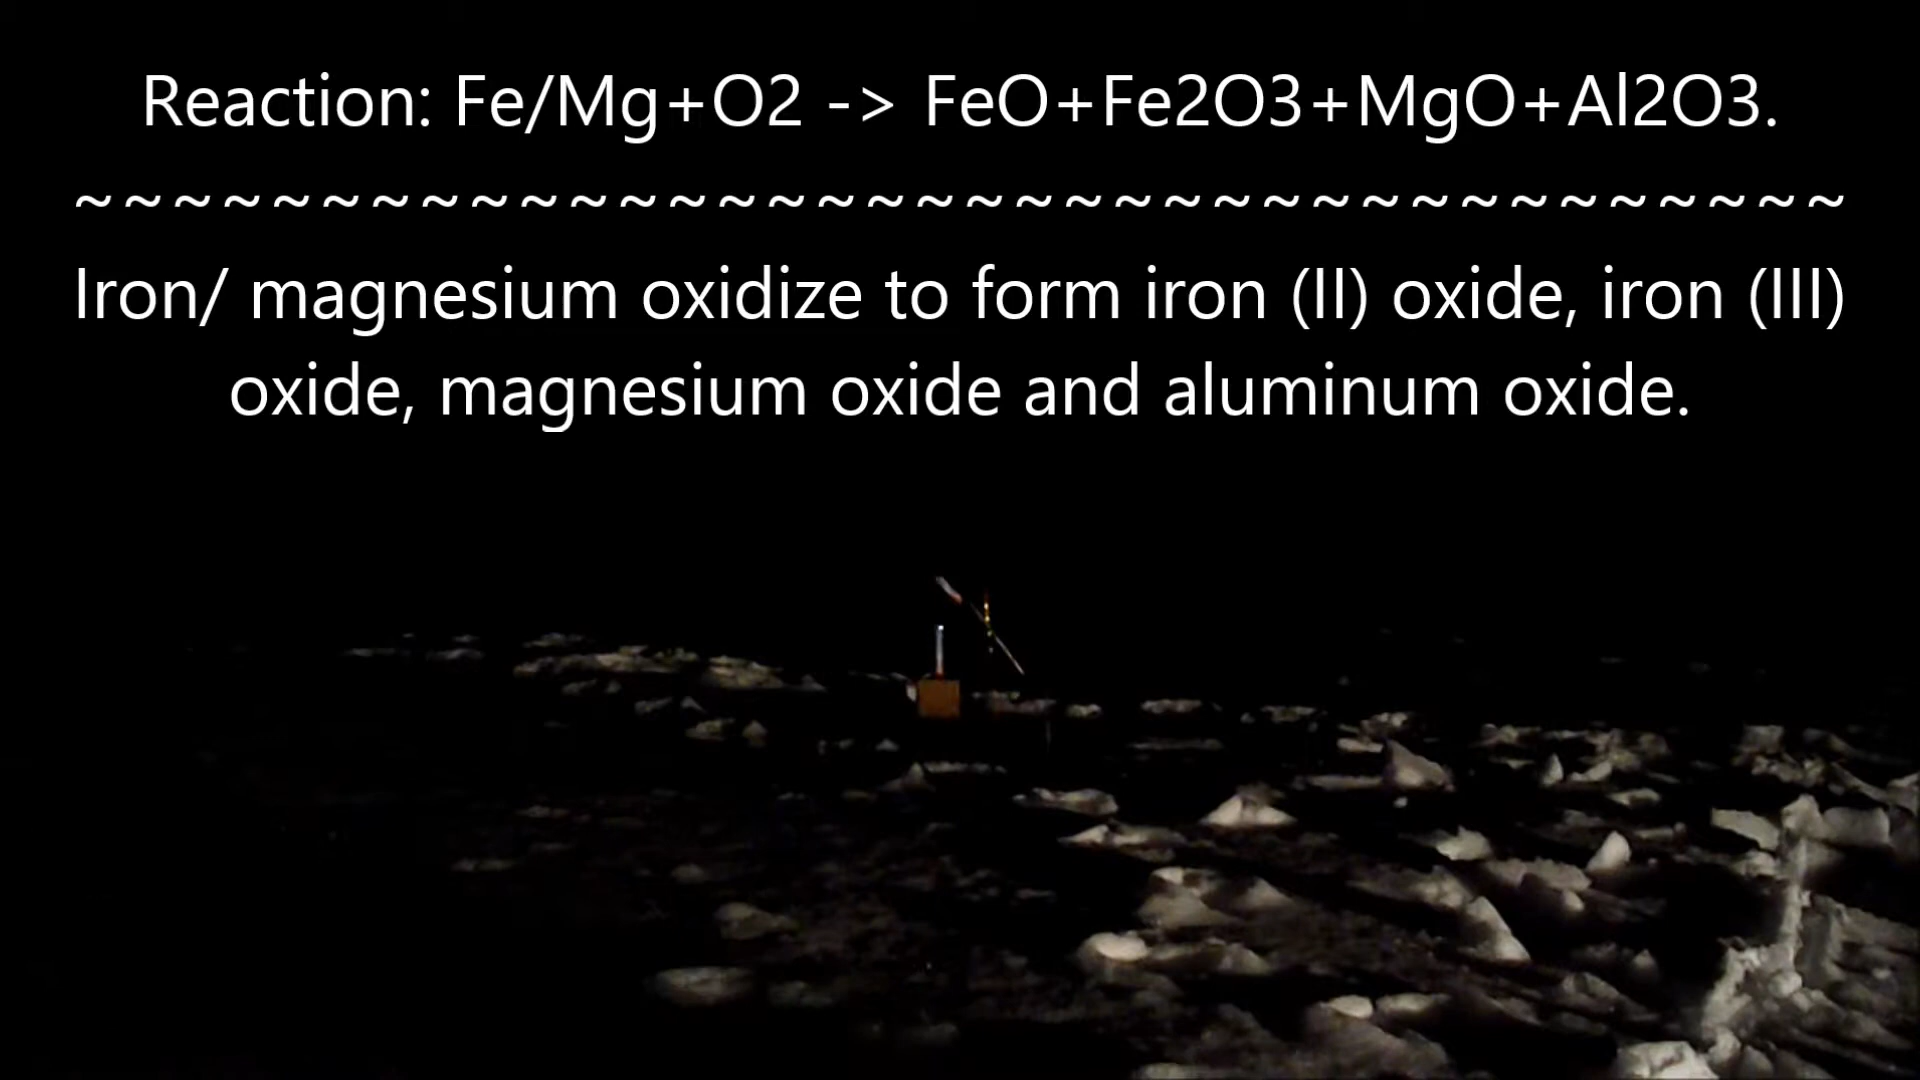 Reaction: Fe/Mg+O2 -> FeO+Fe2O3+MgO+Al2O3.
~~~~~~~~~~~~~~~~~~~~~~~~~~~~~~~~~~~~
Iron/ magnesium oxidize to form iron (II) oxide, iron (III)
oxide, magnesium oxide and aluminum oxide.